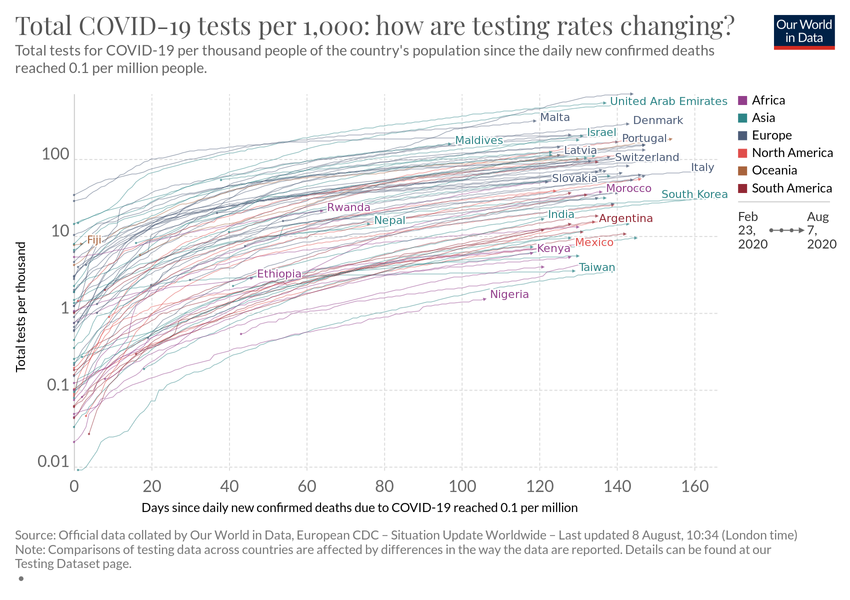 Total COVID-19 tests per 1,000: how are testing rates changing?
Our World
in Data
Total tests for COVID-19 per thousand people of the country's population since the daily new confirmed deaths
reached 0.1 per million people.
Total tests per thousand
100
10
1
0.1
0.01
0
20
40
60
80
100
120
140
160
United Arab Emirates
Malta
Denmark
Israel
Maldives
Portugal
Latvia
Switzerland
Italy
Slovakia
Morocco
South Korea
Rwanda
Nepal
India
Argentina
Fiji
Mexico
Kenya
Ethiopia
Taiwan
Nigeria
Africa
Asia
Europe
North America
Oceania
South America
Feb
23,
2020
Aug
7,
2020
Days since daily new confirmed deaths due to COVID-19 reached 0.1 per million
Source: Official data collated by Our World in Data, European CDC – Situation Update Worldwide – Last updated 8 August, 10:34 (London time)
Note: Comparisons of testing data across countries are affected by differences in the way the data are reported. Details can be found at our
Testing Dataset page.